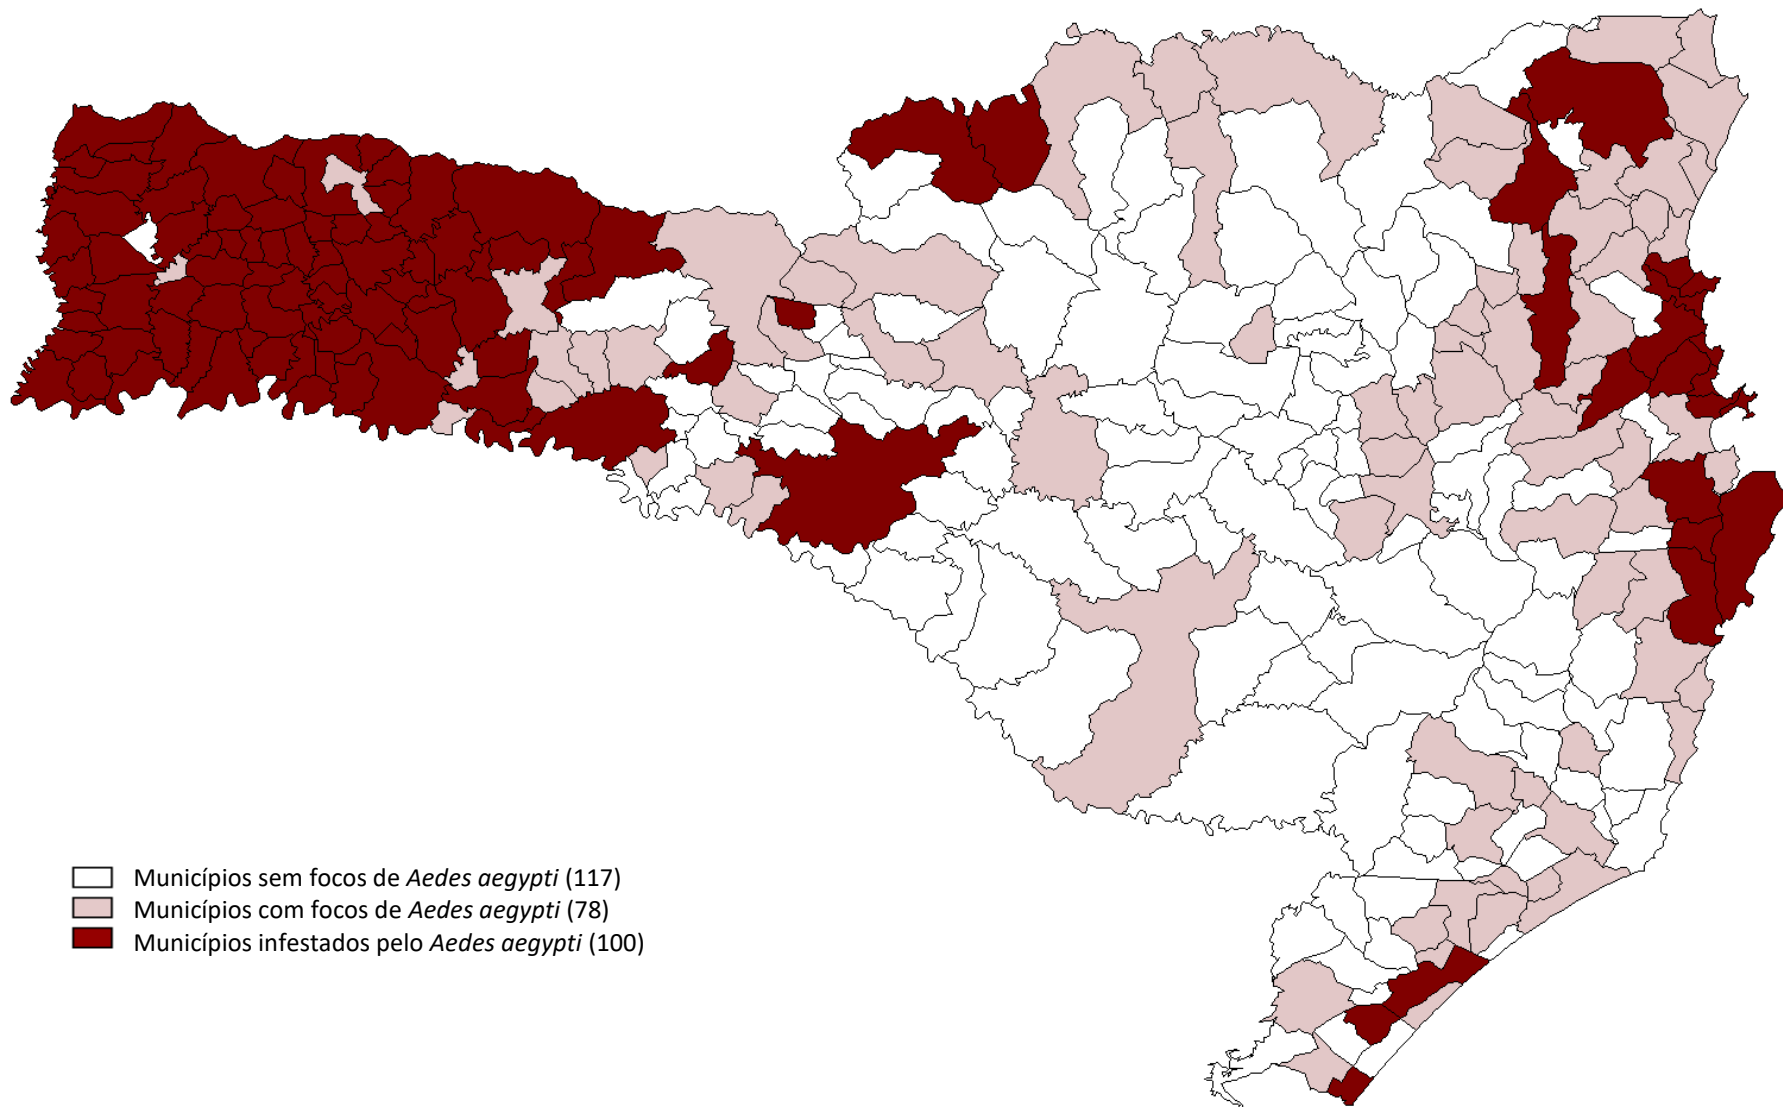 Municípios sem focos de Aedes aegypti (117)
Municípios com focos de Aedes aegypti (78)
Municípios infestados pelo Aedes aegypti (100)